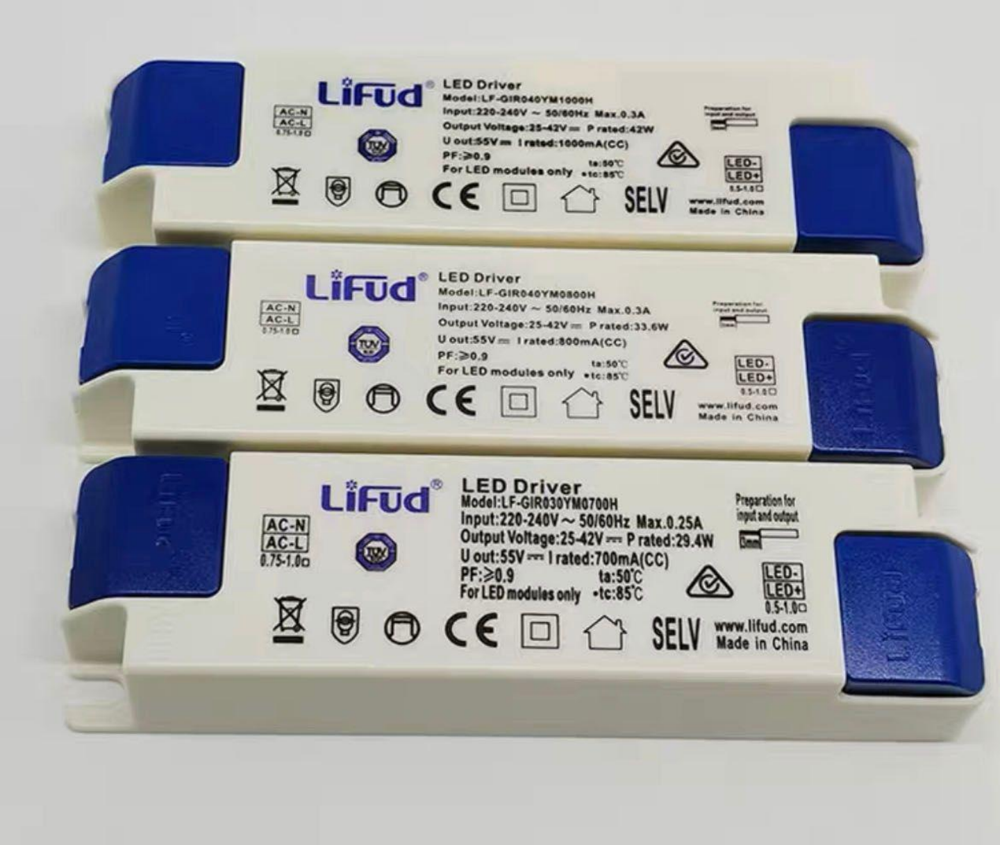 LiFud®
LED Driver
Model:LF-GIR040YM1000H
Input:220-240V ~ 50/60Hz Max.0.3A
Output Voltage:25-42V⎓ P rated:42W
U out:55V⎓ I rated:1000mA(CC)
PF:≥0.9
ta:50℃
For LED modules only •tc:85℃
AC-N
AC-L
0.75-1.0□
TUV
CE
SELV
Preparation for
input and output
LED-
LED+
0.5-1.0□
www.lifud.com
Made in China
LiFud®
LED Driver
Model:LF-GIR040YM0800H
Input:220-240V ~ 50/60Hz Max.0.3A
Output Voltage:25-42V⎓ P rated:33.6W
U out:55V⎓ I rated:800mA(CC)
PF:≥0.9
ta:50℃
For LED modules only •tc:85℃
AC-N
AC-L
0.75-1.0□
TUV
CE
SELV
Preparation for
input and output
LED-
LED+
0.5-1.0□
www.lifud.com
Made in China
Lifud
LiFud®
LED Driver
Model:LF-GIR030YM0700H
Input:220-240V ~ 50/60Hz Max.0.25A
Output Voltage:25-42V⎓ P rated:29.4W
U out:55V⎓ I rated:700mA(CC)
PF:≥0.9 ta:50℃
For LED modules only •tc:85℃
Lifud
AC-N
AC-L
0.75-1.0□
TUV
CE
SELV
Preparation for
input and output
LED-
LED+
0.5-1.0□
www.lifud.com
Made in China
Lifud